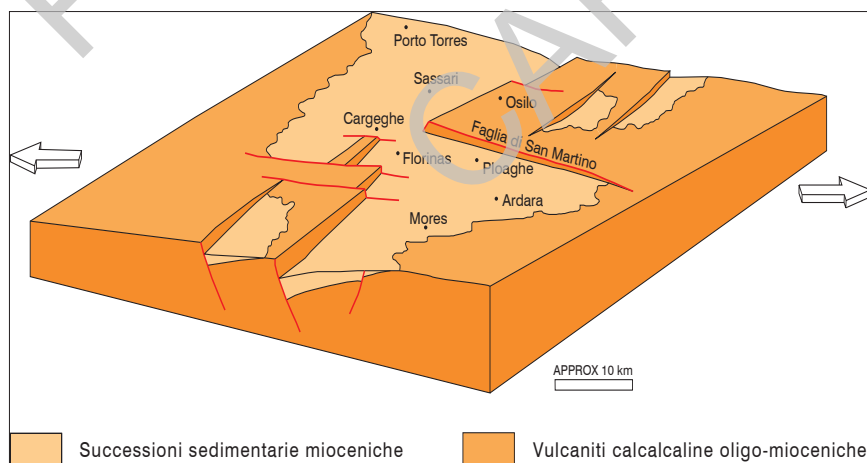 Porto Torres
Sassari
Osilo
Cargeghe
Faglia di San Martino
Florinas
Ploaghe
Ardara
Mores
APPROX 10 km
Successioni sedimentarie mioceniche
Vulcaniti calcalcaline oligo-mioceniche